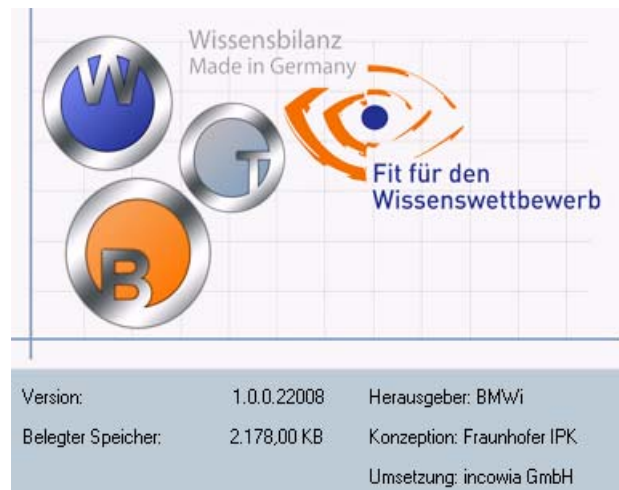 Wissensbilanz
Made in Germany
W
T
B
Fit für den
Wissenswettbewerb
Version: 1.0.0.22008 Herausgeber: BMWi
Belegter Speicher: 2.178,00 KB Konzeption: Fraunhofer IPK
Umsetzung: incowia GmbH